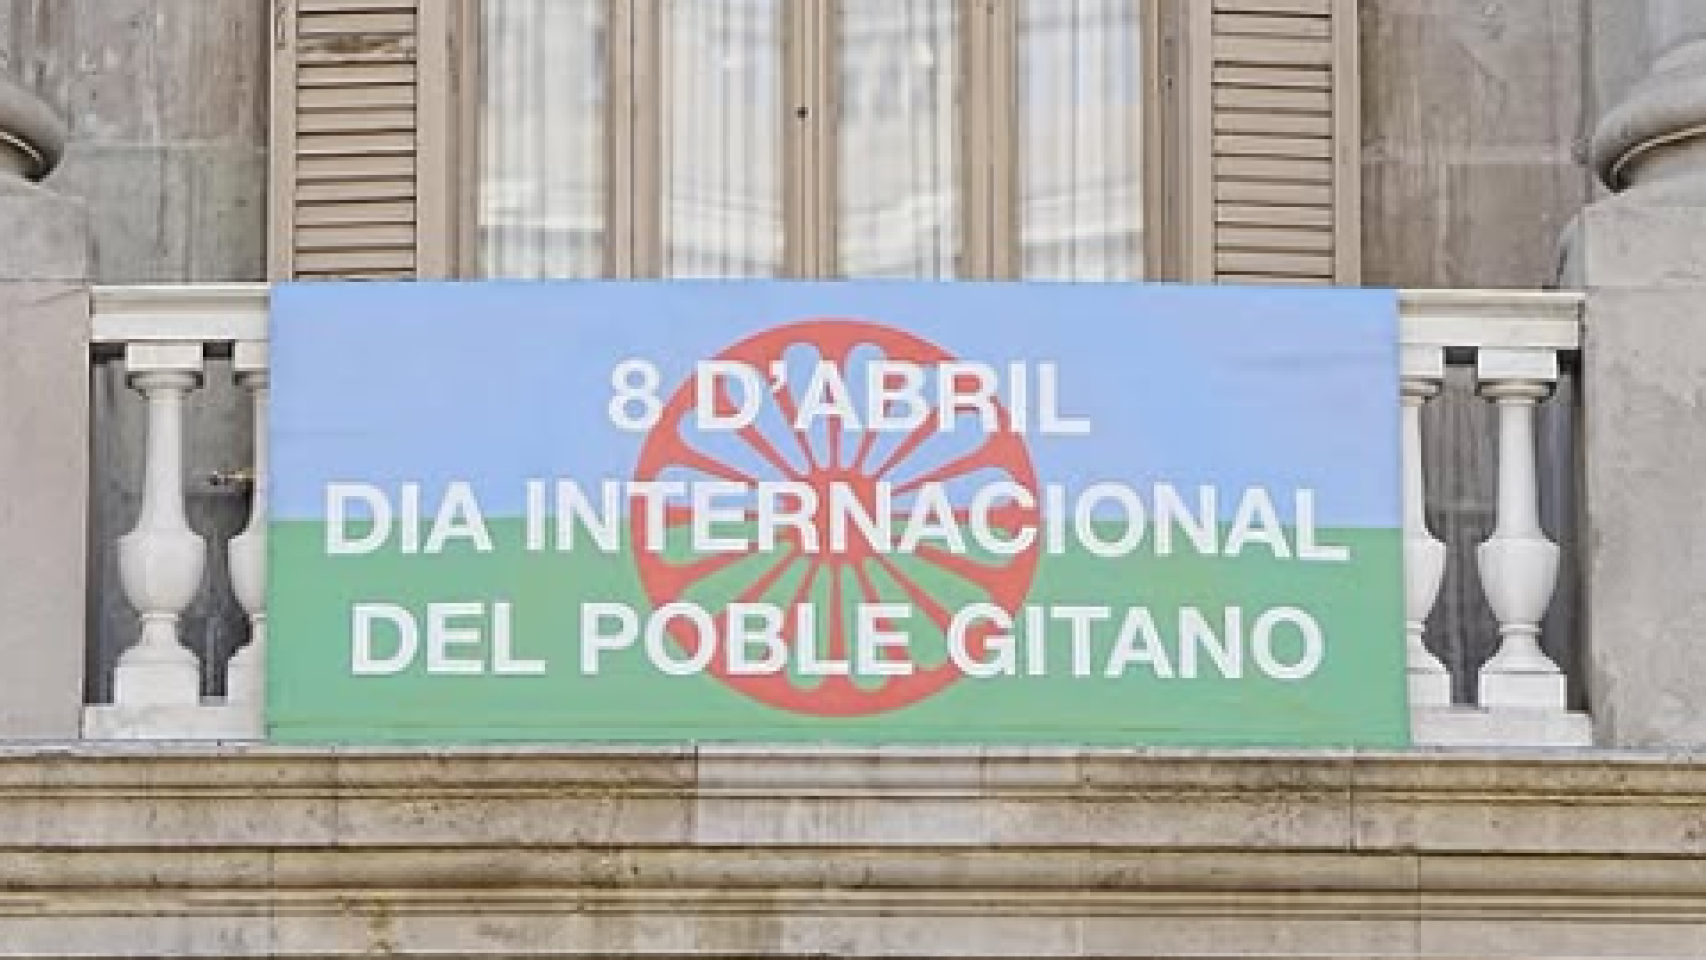 8 D'ABRIL
DIA INTERNACIONAL
DEL POBLE GITANO